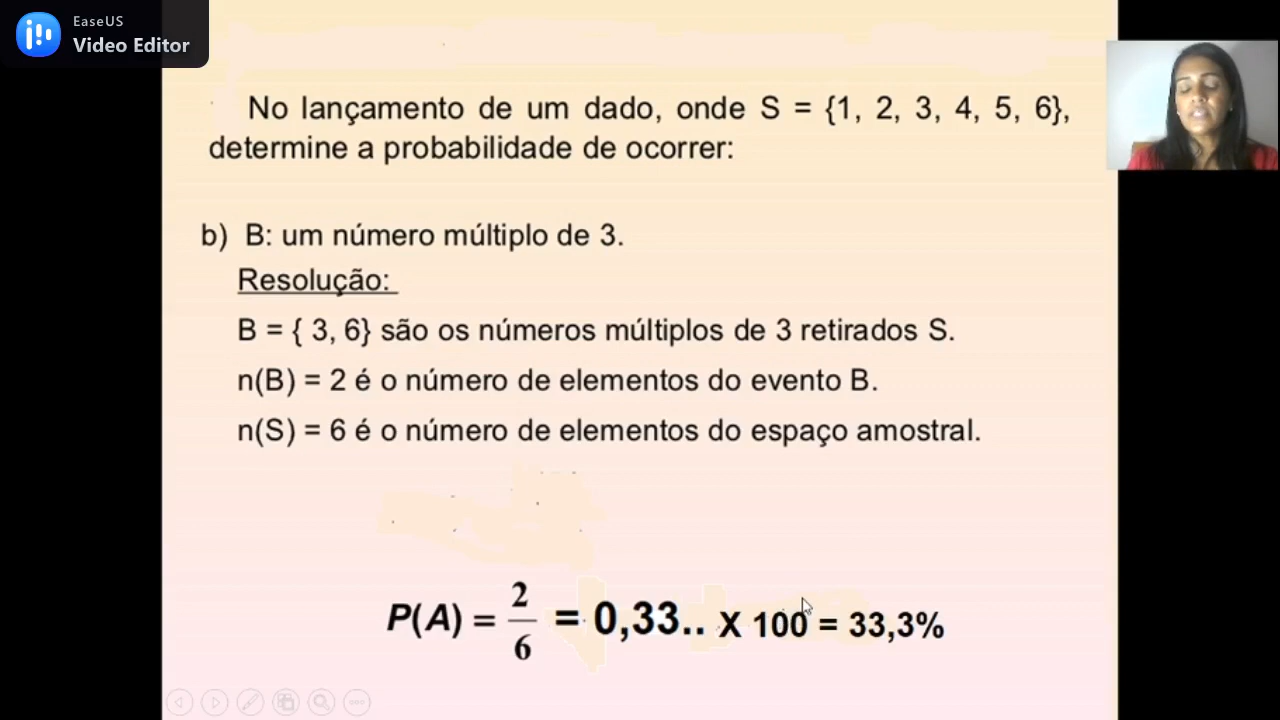 EaseUS
Video Editor
No lançamento de um dado, onde S = {1, 2, 3, 4, 5, 6},
determine a probabilidade de ocorrer:
b) B: um número múltiplo de 3.
Resolução:
B = { 3, 6} são os números múltiplos de 3 retirados S.
n(B) = 2 é o número de elementos do evento B.
n(S) = 6 é o número de elementos do espaço amostral.
P(A) = 2/6 = 0,33.. X 100 = 33,3%